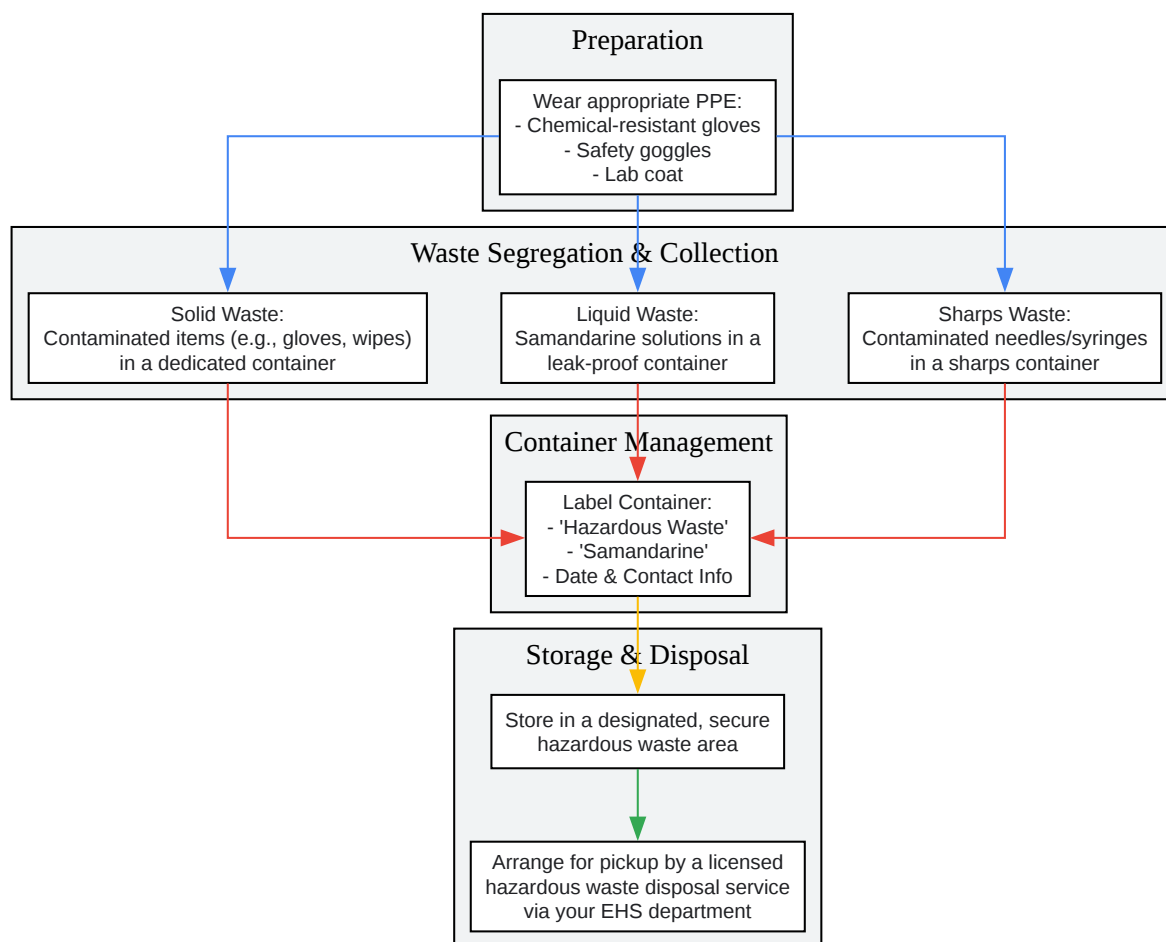 Preparation
Wear appropriate PPE:
- Chemical-resistant gloves
- Safety goggles
- Lab coat
Waste Segregation & Collection
Solid Waste:
Contaminated items (e.g., gloves, wipes)
in a dedicated container
Liquid Waste:
Samandarine solutions in a
leak-proof container
Sharps Waste:
Contaminated needles/syringes
in a sharps container
Container Management
Label Container:
- 'Hazardous Waste'
- 'Samandarine'
- Date & Contact Info
Storage & Disposal
Store in a designated, secure
hazardous waste area
Arrange for pickup by a licensed
hazardous waste disposal service
via your EHS department